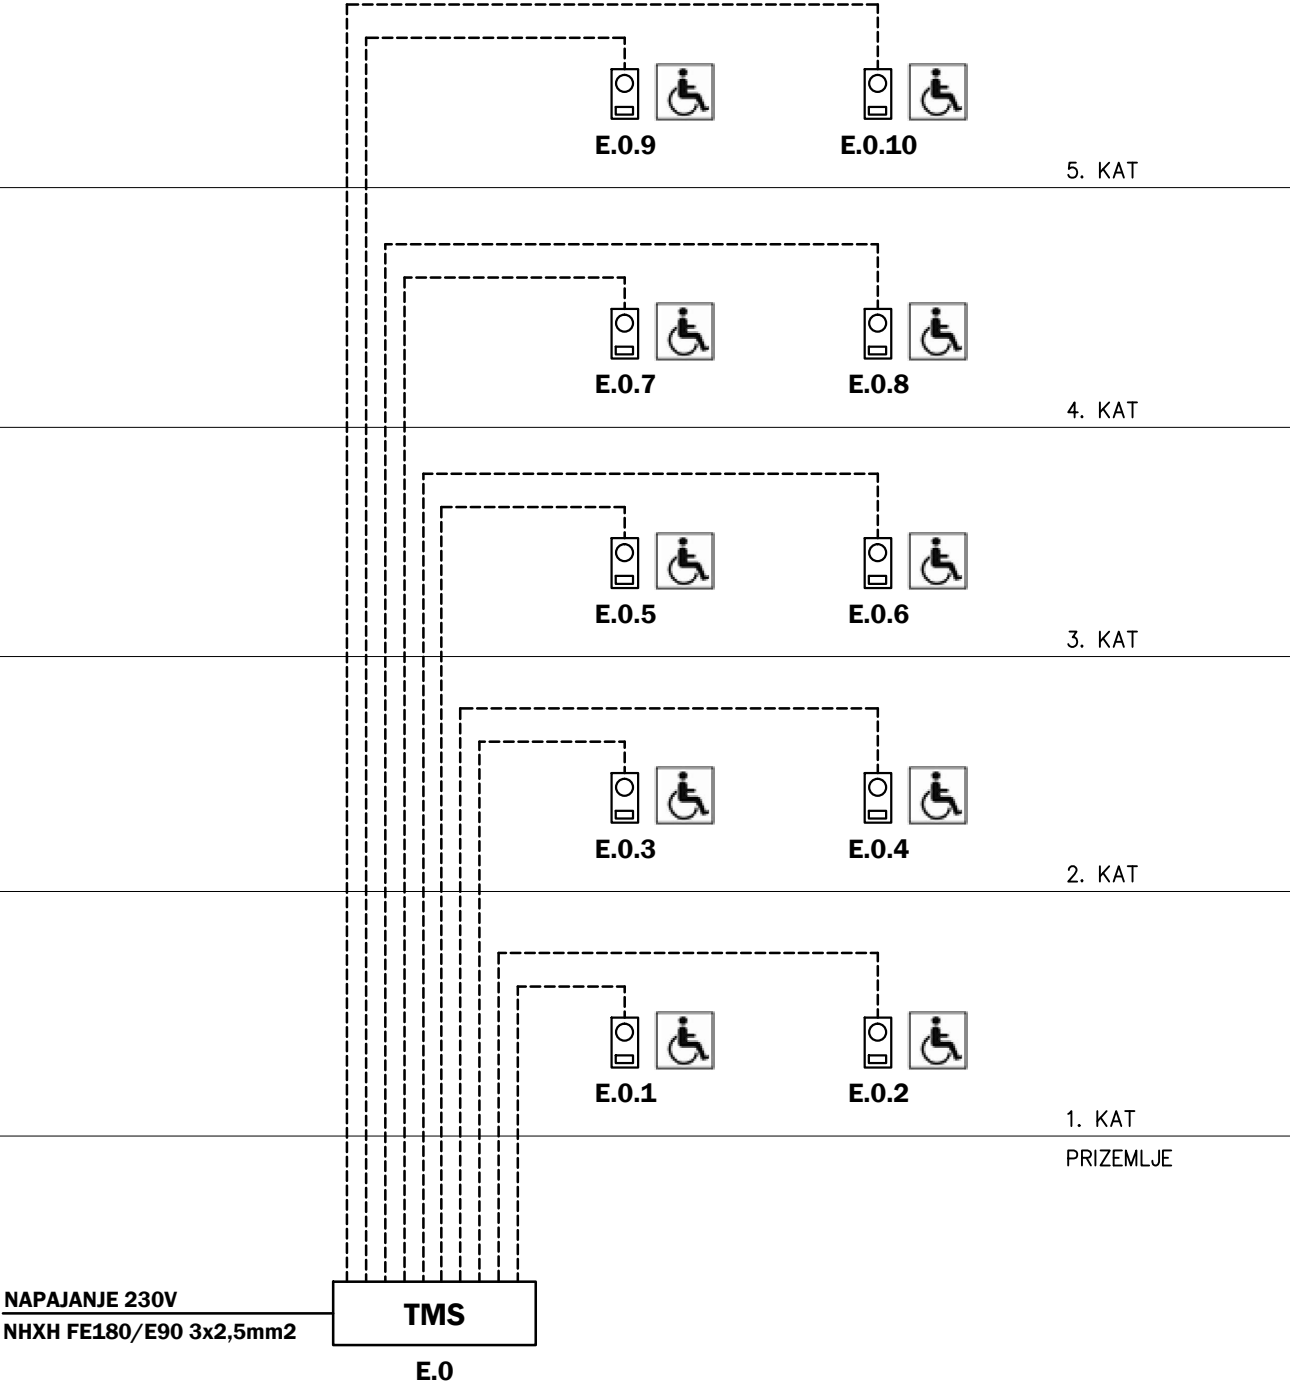 E.0.9 E.0.10
5. KAT
E.0.7 E.0.8
4. KAT
E.0.5 E.0.6
3. KAT
E.0.3 E.0.4
2. KAT
E.0.1 E.0.2
1. KAT
PRIZEMLJE
NAPAJANJE 230V
NHXH FE180/E90 3x2,5mm2
TMS
E.0